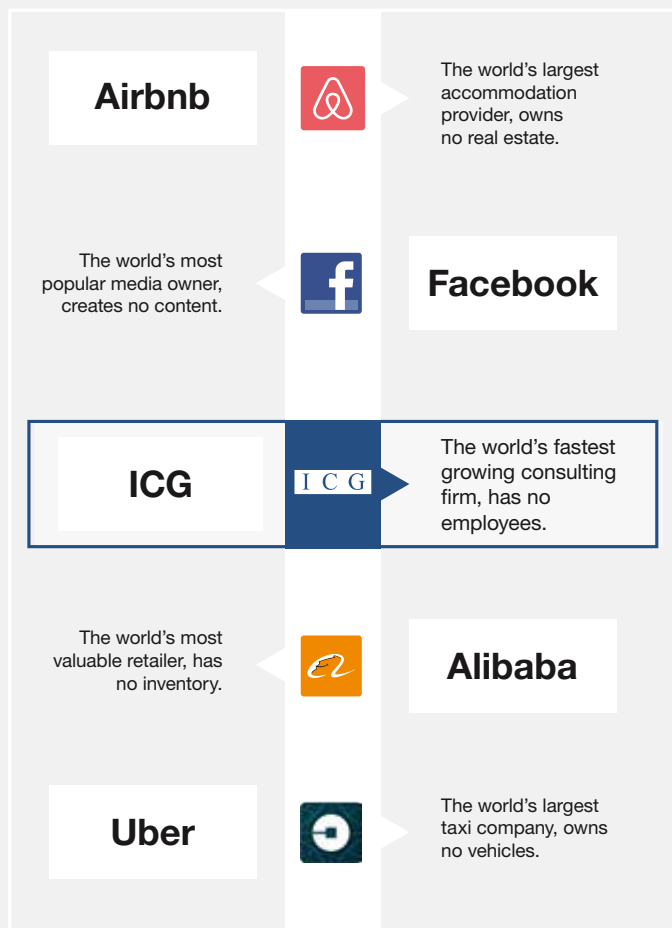 Airbnb
The world’s largest
accommodation
provider, owns
no real estate.
The world’s most
popular media owner,
creates no content.
f
Facebook
ICG
I C G
The world’s fastest
growing consulting
firm, has no
employees.
The world’s most
valuable retailer, has
no inventory.
Alibaba
Uber
The world’s largest
taxi company, owns
no vehicles.